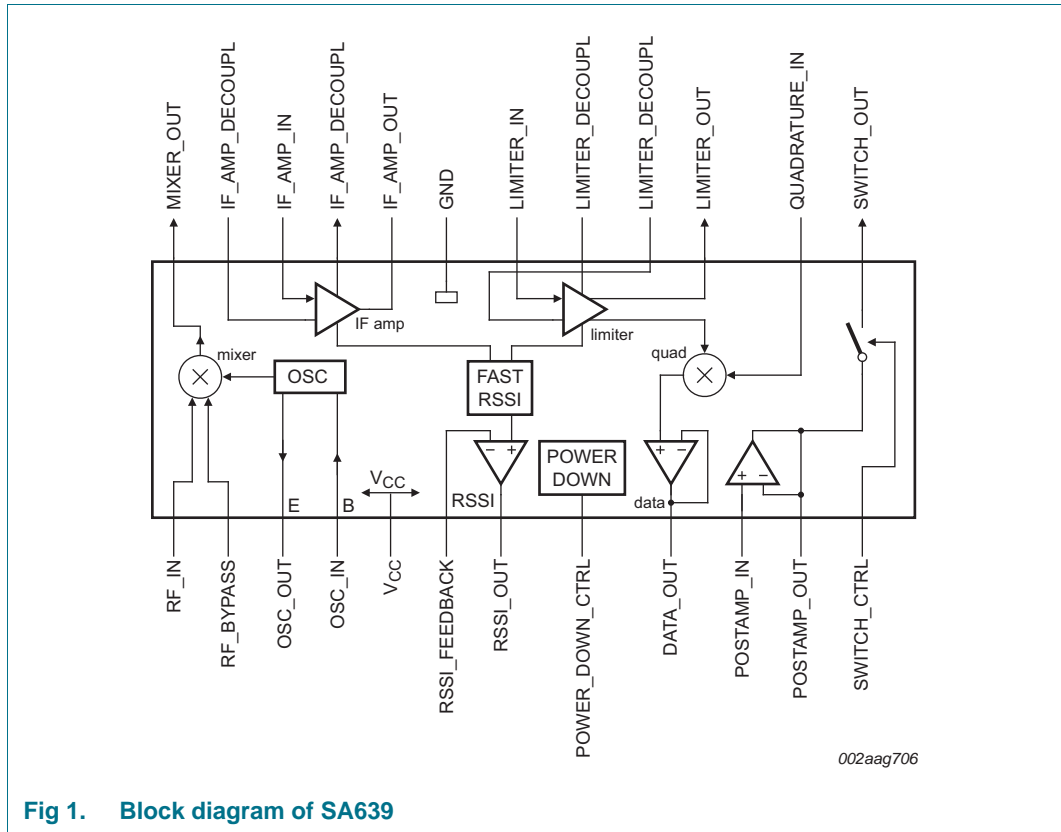 MIXER_OUT
IF_AMP_DECOUPL
IF_AMP_IN
IF_AMP_DECOUPL
IF_AMP_OUT
GND
LIMITER_IN
LIMITER_DECOUPL
LIMITER_DECOUPL
LIMITER_OUT
QUADRATURE_IN
SWITCH_OUT
IF amp
limiter
mixer
quad
OSC
FAST
RSSI
POWER
DOWN
VCC
E
B
RSSI
data
− +
+ −
+ −
RF_IN
RF_BYPASS
OSC_OUT
OSC_IN
VCC
RSSI_FEEDBACK
RSSI_OUT
POWER_DOWN_CTRL
DATA_OUT
POSTAMP_IN
POSTAMP_OUT
SWITCH_CTRL
002aag706
Fig 1. Block diagram of SA639